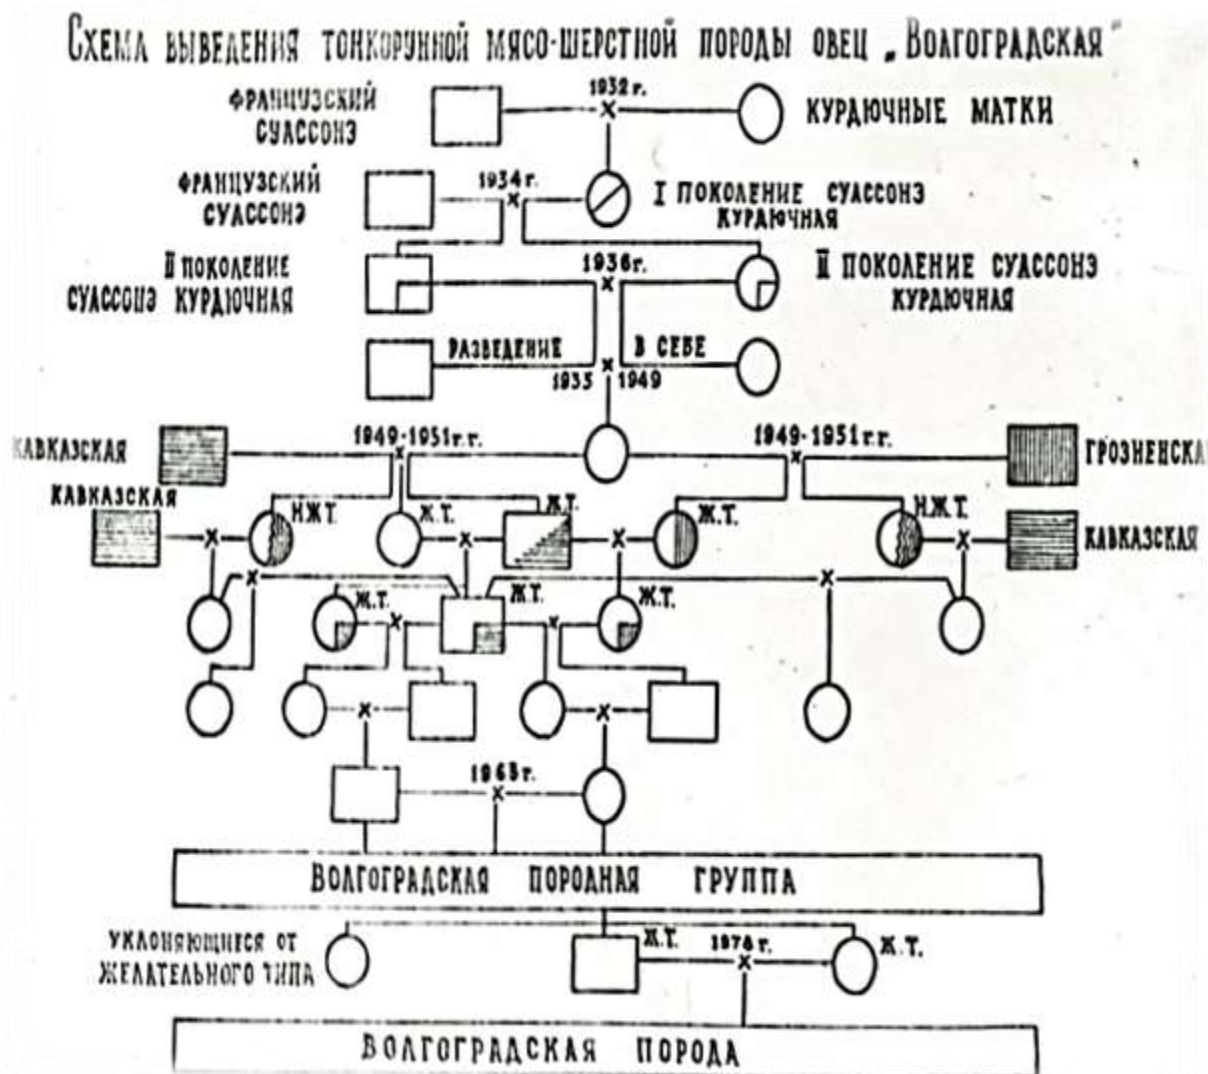 СХЕМА ВЫВЕДЕНИЯ ТОНКОРУННОЙ МЯСО-ШЕРСТНОЙ ПОРОДЫ ОВЕЦ „ВОЛГОГРАДСКАЯ"
ФРАНЦУЗСКИЙ
СУАССОНЭ
1932 г.
КУРДЮЧНЫЕ МАТКИ
ФРАНЦУЗСКИЙ
СУАССОНЭ
1934 г.
I ПОКОЛЕНИЕ СУАССОНЭ
КУРДЮЧНАЯ
II ПОКОЛЕНИЕ
СУАССОНЭ КУРДЮЧНАЯ
1936 г.
II ПОКОЛЕНИЕ СУАССОНЭ
КУРДЮЧНАЯ
РАЗВЕДЕНИЕ В СЕБЕ
1935 1949
КАВКАЗСКАЯ
1949-1951 г.г.
1949-1951 г.г.
ГРОЗНЕНСКА
КАВКАЗСКАЯ
Н.Ж.Т.
Ж.Т.
Ж.Т.
Ж.Т.
Н.Ж.Т.
КАВКАЗСКАЯ
Ж.Т.
Ж.Т.
Ж.Т.
1963 г.
ВОЛГОГРАДСКАЯ ПОРОДНАЯ ГРУППА
УКЛОНЯЮЩИЕСЯ ОТ
ЖЕЛАТЕЛЬНОГО ТИПА
Ж.Т.
1978 г.
Ж.Т.
ВОЛГОГРАДСКАЯ ПОРОДА